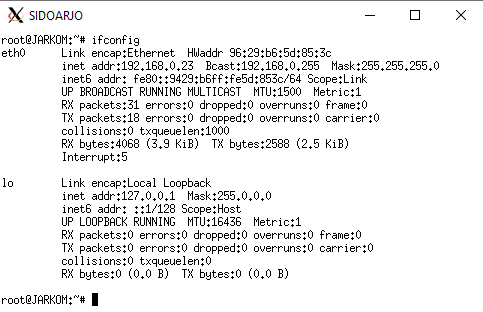 SIDOARJO
root@JARKOM:~# ifconfig
eth0      Link encap:Ethernet  HWaddr 96:29:b6:5d:85:3c
          inet addr:192.168.0.23  Bcast:192.168.0.255  Mask:255.255.255.0
          inet6 addr: fe80::9429:b6ff:fe5d:853c/64 Scope:Link
          UP BROADCAST RUNNING MULTICAST  MTU:1500  Metric:1
          RX packets:31 errors:0 dropped:0 overruns:0 frame:0
          TX packets:18 errors:0 dropped:0 overruns:0 carrier:0
          collisions:0 txqueuelen:1000
          RX bytes:4068 (3.9 KiB)  TX bytes:2588 (2.5 KiB)
          Interrupt:5
lo        Link encap:Local Loopback
          inet addr:127.0.0.1  Mask:255.0.0.0
          inet6 addr: ::1/128 Scope:Host
          UP LOOPBACK RUNNING  MTU:16436  Metric:1
          RX packets:0 errors:0 dropped:0 overruns:0 frame:0
          TX packets:0 errors:0 dropped:0 overruns:0 carrier:0
          collisions:0 txqueuelen:0
          RX bytes:0 (0.0 B)  TX bytes:0 (0.0 B)
root@JARKOM:~#